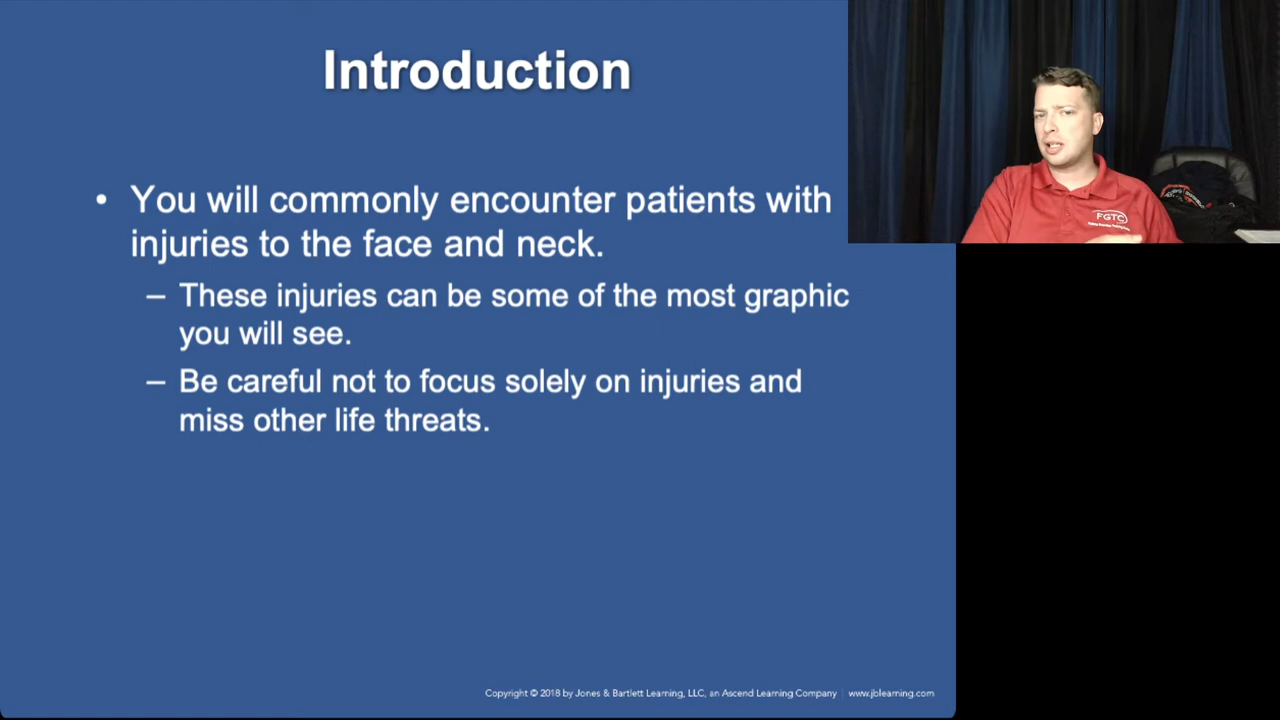 Introduction
• You will commonly encounter patients with
injuries to the face and neck.
– These injuries can be some of the most graphic
you will see.
– Be careful not to focus solely on injuries and
miss other life threats.
FGTC
Copyright © 2018 by Jones & Bartlett Learning, LLC, an Ascend Learning Company | www.jblearning.com